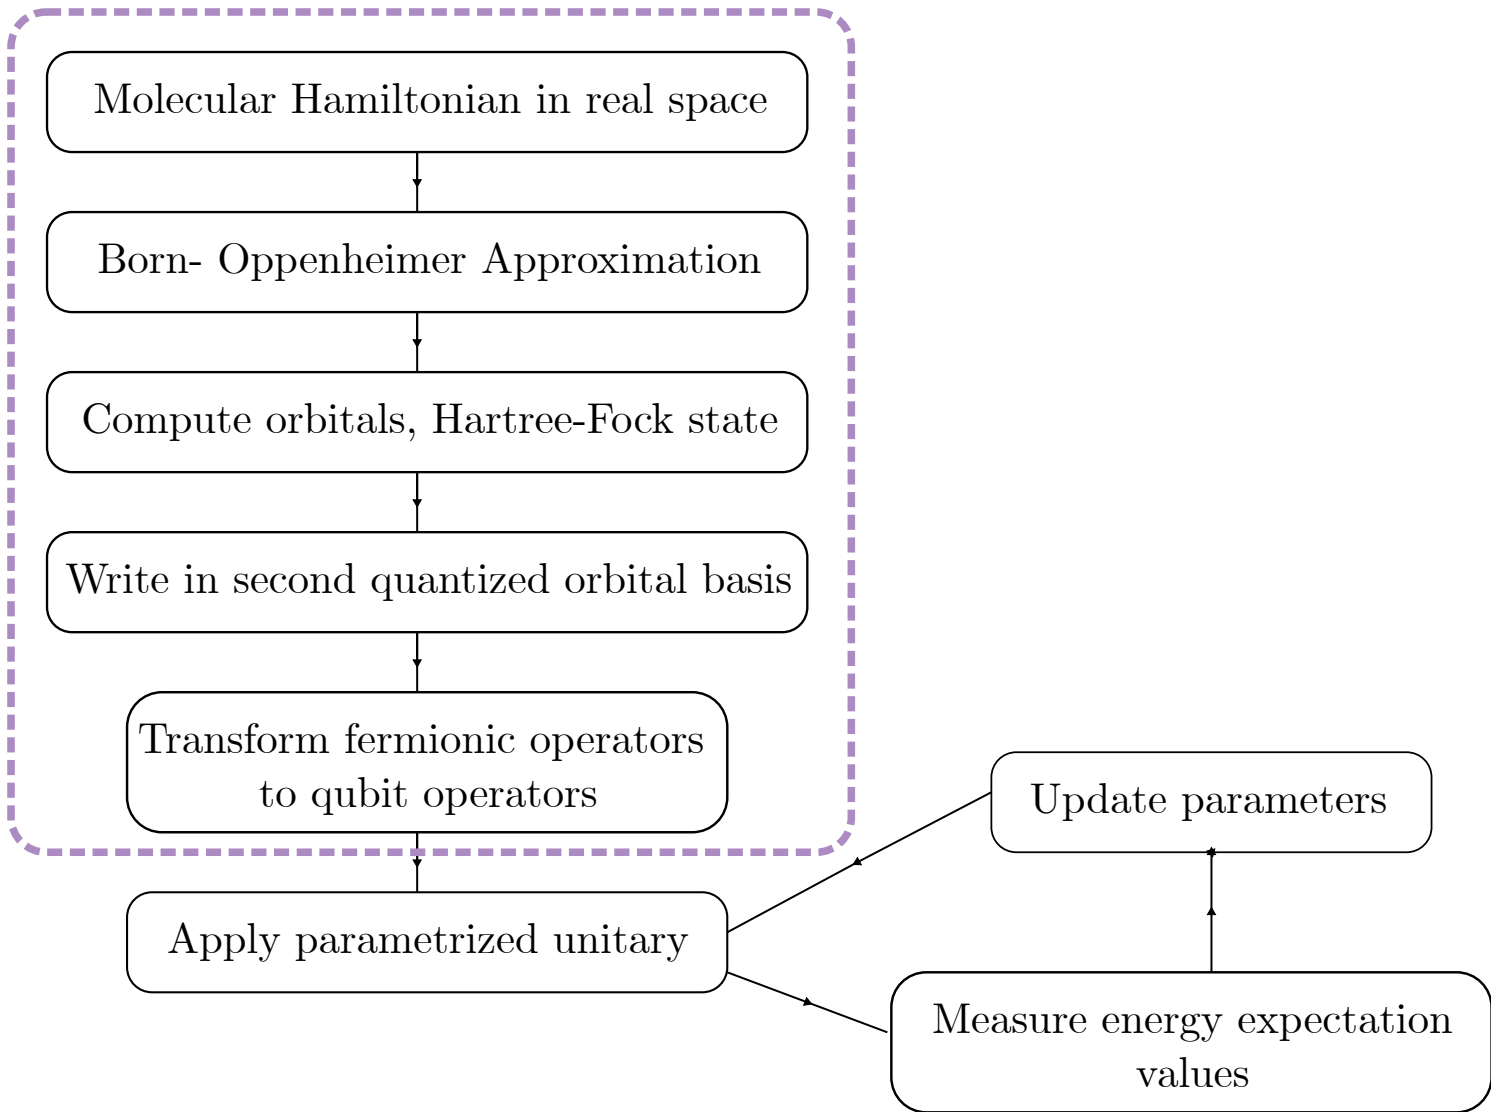 Molecular Hamiltonian in real space
Born- Oppenheimer Approximation
Compute orbitals, Hartree-Fock state
Write in second quantized orbital basis
Transform fermionic operators
to qubit operators
Update parameters
Apply parametrized unitary
Measure energy expectation
values